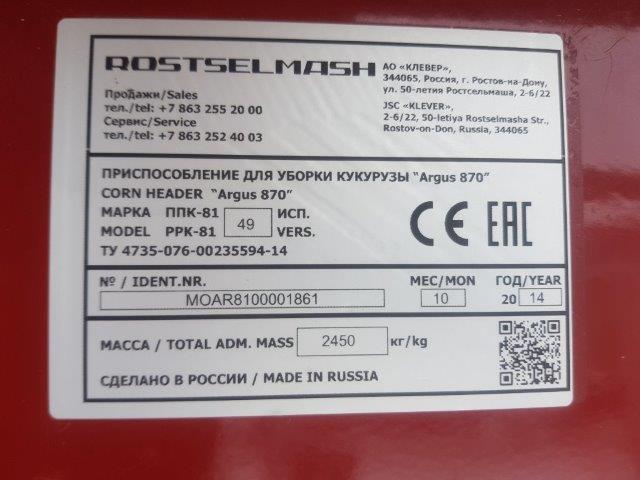 ROSTSELMASH
Продажи/Sales
тел./tel: +7 863 255 20 00
Сервис/Service
тел./tel: +7 863 252 40 03
АО «КЛЕВЕР»,
344065, Россия, г. Ростов-на-Дону,
ул. 50-летия Ростсельмаша, 2-6/22
JSC «KLEVER»,
2-6/22, 50-letiya Rostselmasha Str.,
Rostov-on-Don, Russia, 344065
ПРИСПОСОБЛЕНИЕ ДЛЯ УБОРКИ КУКУРУЗЫ "Argus 870"
CORN HEADER "Argus 870"
МАРКА ППК-81 49 ИСП.
MODEL PPK-81 VERS.
ТУ 4735-076-00235594-14
CE EAC
№ / IDENT.NR. МЕС/MON ГОД/YEAR
MOAR8100001861 10 20 14
МАССА / TOTAL ADM. MASS 2450 кг/kg
СДЕЛАНО В РОССИИ / MADE IN RUSSIA